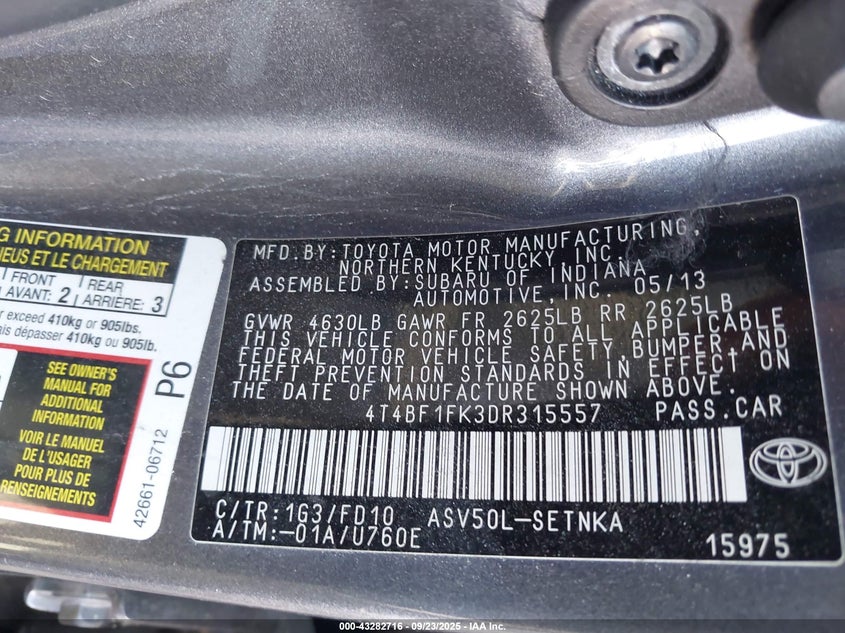 G INFORMATION
NEUS ET LE CHARGEMENT
FRONT
AVANT: 2
REAR
ARRIÈRE: 3
r exceed 410kg or 905lbs.
ais dépasser 410kg ou 905lb.
SEE OWNER'S
MANUAL FOR
ADDITIONAL
INFORMATION
VOIR LE MANUEL
DE L'USAGER
POUR PLUS DE
RENSEIGNEMENTS
P6
42661-06712
MFD.BY:TOYOTA MOTOR MANUFACTURING,
NORTHERN KENTUCKY, INC.
ASSEMBLED BY:SUBARU OF INDIANA
AUTOMOTIVE,INC. 05/13
GVWR 4630LB GAWR FR 2625LB RR 2625LB
THIS VEHICLE CONFORMS TO ALL APPLICABLE
FEDERAL MOTOR VEHICLE SAFETY,BUMPER,AND
THEFT PREVENTION STANDARDS IN EFFECT ON
THE DATE OF MANUFACTURE SHOWN ABOVE.
4T4BF1FK3DR315557 PASS.CAR
C/TR:1G3/FD10 ASV50L-SETNKA
A/TM:-01A/U760E
15975
000-43282716 - 09/23/2025 - IAA Inc.